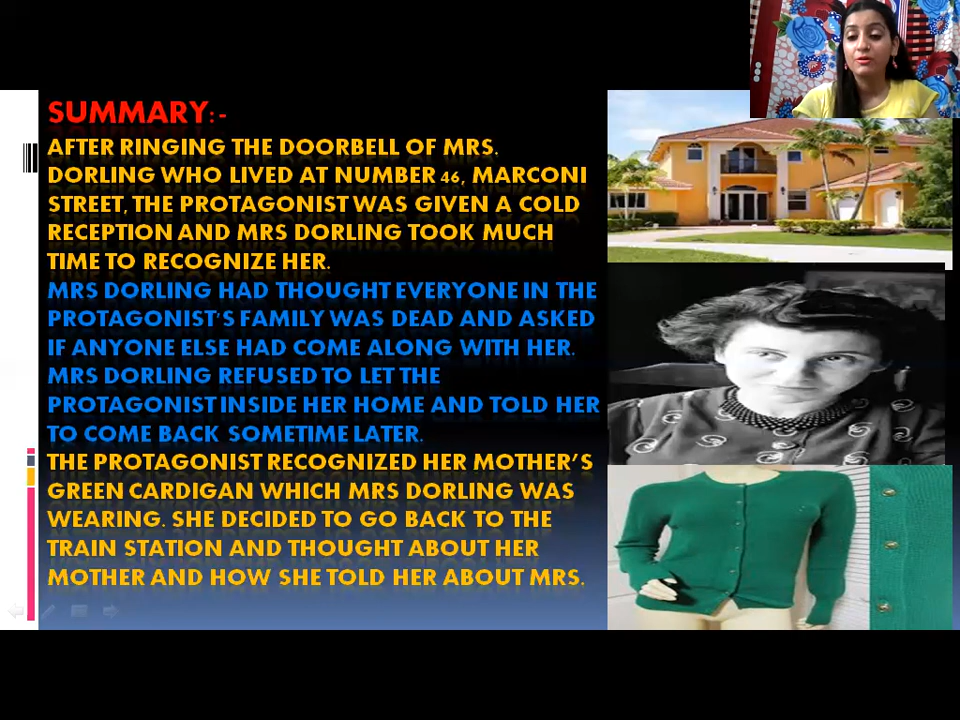 SUMMARY:-
AFTER RINGING THE DOORBELL OF MRS.
DORLING WHO LIVED AT NUMBER 46, MARCONI
STREET, THE PROTAGONIST WAS GIVEN A COLD
RECEPTION AND MRS DORLING TOOK MUCH
TIME TO RECOGNIZE HER.
MRS DORLING HAD THOUGHT EVERYONE IN THE
PROTAGONIST'S FAMILY WAS DEAD AND ASKED
IF ANYONE ELSE HAD COME ALONG WITH HER.
MRS DORLING REFUSED TO LET THE
PROTAGONIST INSIDE HER HOME AND TOLD HER
TO COME BACK SOMETIME LATER.
THE PROTAGONIST RECOGNIZED HER MOTHER'S
GREEN CARDIGAN WHICH MRS DORLING WAS
WEARING. SHE DECIDED TO GO BACK TO THE
TRAIN STATION AND THOUGHT ABOUT HER
MOTHER AND HOW SHE TOLD HER ABOUT MRS.